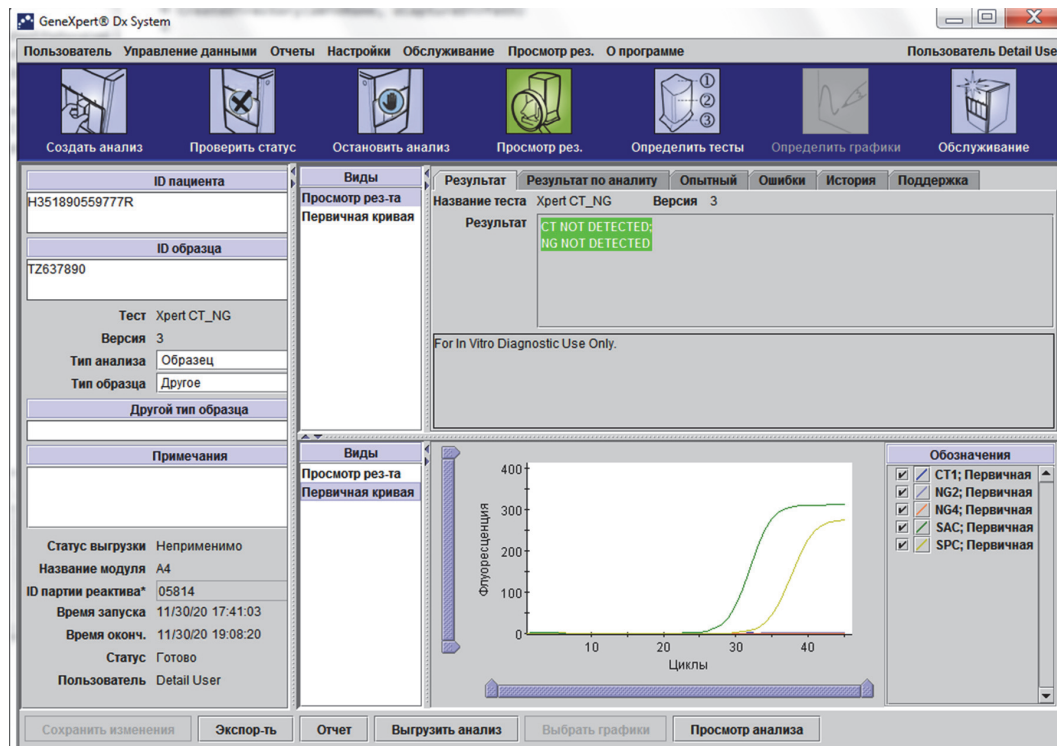 GeneXpert® Dx System
Пользователь Управление данными Отчеты Настройки Обслуживание Просмотр рез. О программе Пользователь Detail Use
Создать анализ Проверить статус Остановить анализ Просмотр рез. Определить тесты Определить графики Обслуживание
ID пациента
H351890559777R
ID образца
TZ637890
Тест Xpert CT_NG
Версия 3
Тип анализа Образец
Тип образца Другое
Другой тип образца
Примечания
Статус выгрузки Неприменимо
Название модуля A4
ID партии реактива* 05814
Время запуска 11/30/20 17:41:03
Время оконч. 11/30/20 19:08:20
Статус Готово
Пользователь Detail User
Виды
Просмотр рез-та
Первичная кривая
Результат Результат по аналиту Опытный Ошибки История Поддержка
Название теста Xpert CT_NG Версия 3
Результат CT NOT DETECTED;
NG NOT DETECTED
For In Vitro Diagnostic Use Only.
Виды
Просмотр рез-та
Первичная кривая
Флуоресценция
400
300
200
100
0
10 20 30 40
Циклы
Обозначения
CT1; Первичная
NG2; Первичная
NG4; Первичная
SAC; Первичная
SPC; Первичная
Сохранить изменения Экспор-ть Отчет Выгрузить анализ Выбрать графики Просмотр анализа